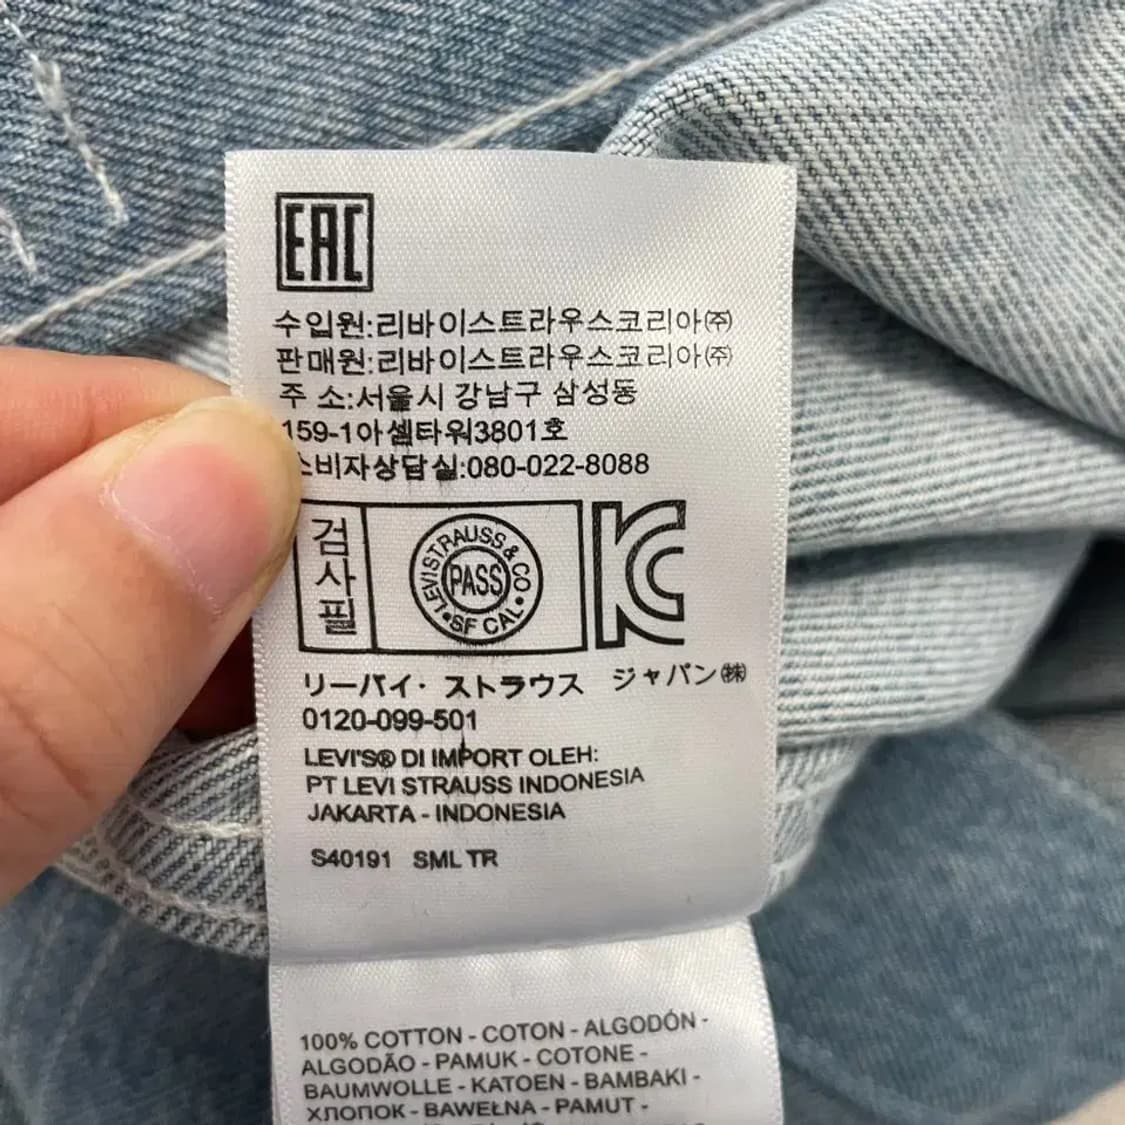 EAC
수입원:리바이스트라우스코리아㈜
판매원:리바이스트라우스코리아㈜
주 소:서울시 강남구 삼성동
159-1아셈타워3801호
소비자상담실:080-022-8088
검사필
LEVI STRAUSS & CO • SF CAL •
PASS
KC
リーバイ・ストラウス ジャパン㈱
0120-099-501
LEVI'S® DI IMPORT OLEH:
PT LEVI STRAUSS INDONESIA
JAKARTA - INDONESIA
S40191 SML TR
100% COTTON - COTON - ALGODÓN -
ALGODÃO - PAMUK - COTONE -
BAUMWOLLE - KATOEN - BAMBAKI -
ХЛОПОК - BAWEŁNA - PAMUT -